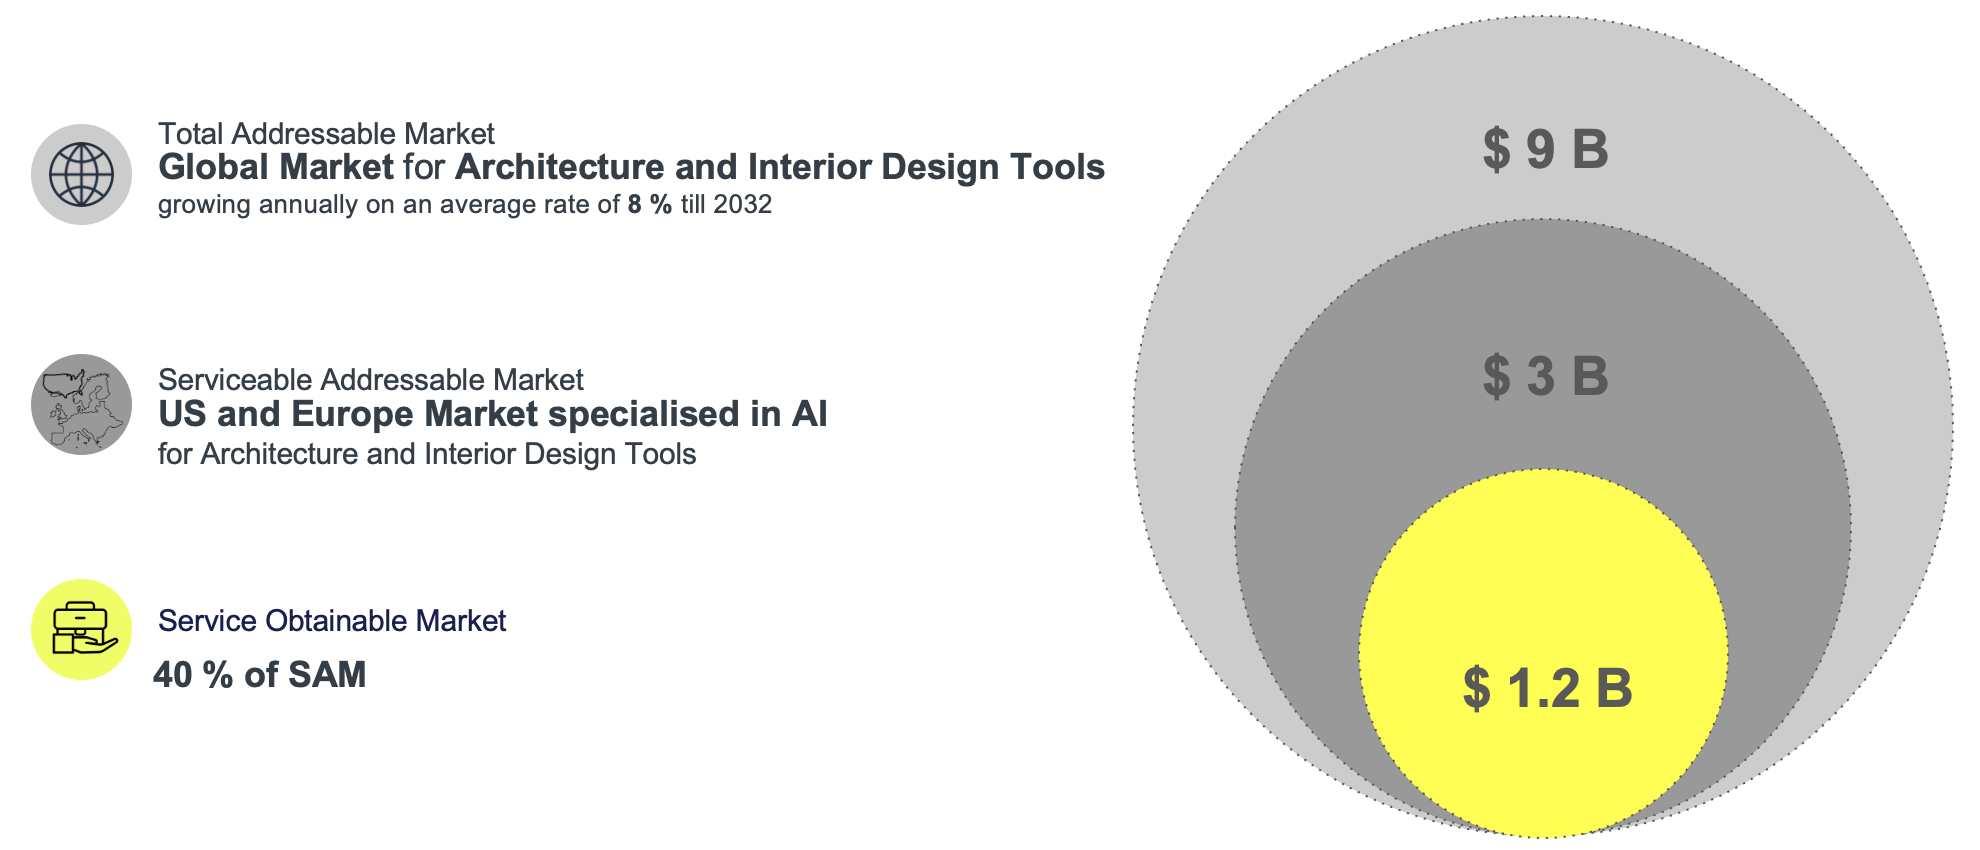 Total Addressable Market
Global Market for Architecture and Interior Design Tools
growing annually on an average rate of 8 % till 2032
$ 9 B
Serviceable Addressable Market
US and Europe Market specialised in AI
for Architecture and Interior Design Tools
$ 3 B
Service Obtainable Market
40 % of SAM
$ 1.2 B